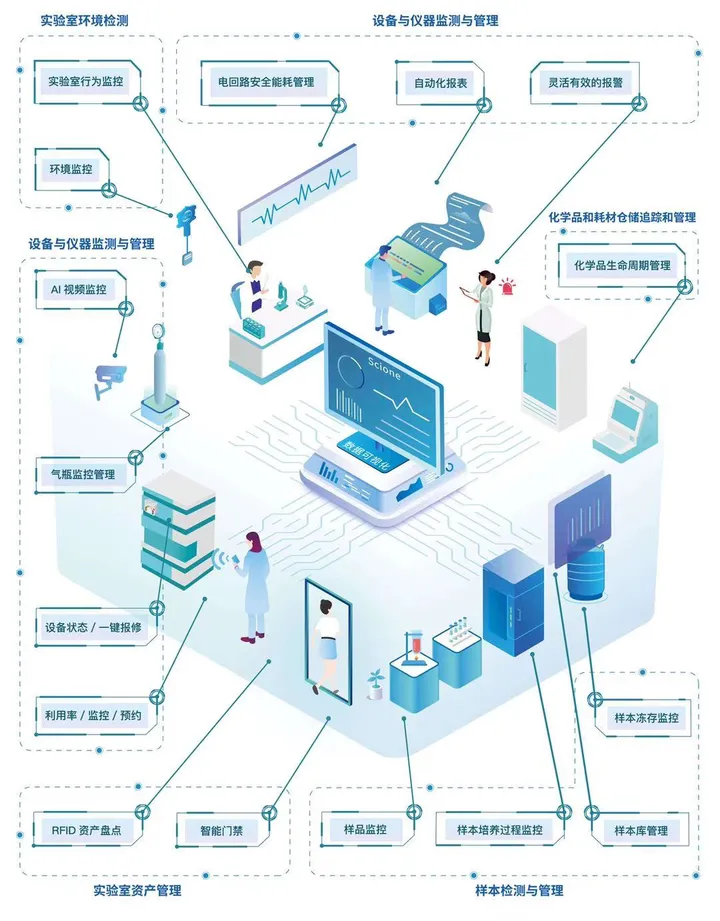 实验室环境检测
设备与仪器监测与管理
实验室行为监控
电回路安全能耗管理
自动化报表
灵活有效的报警
环境监控
化学品和耗材仓储追踪和管理
设备与仪器监测与管理
化学品生命周期管理
AI 视频监控
Scione
数据可视化
气瓶监控管理
设备状态 / 一键报修
利用率 / 监控 / 预约
样本冻存监控
RFID 资产盘点
智能门禁
样品监控
样本培养过程监控
样本库管理
实验室资产管理
样本检测与管理